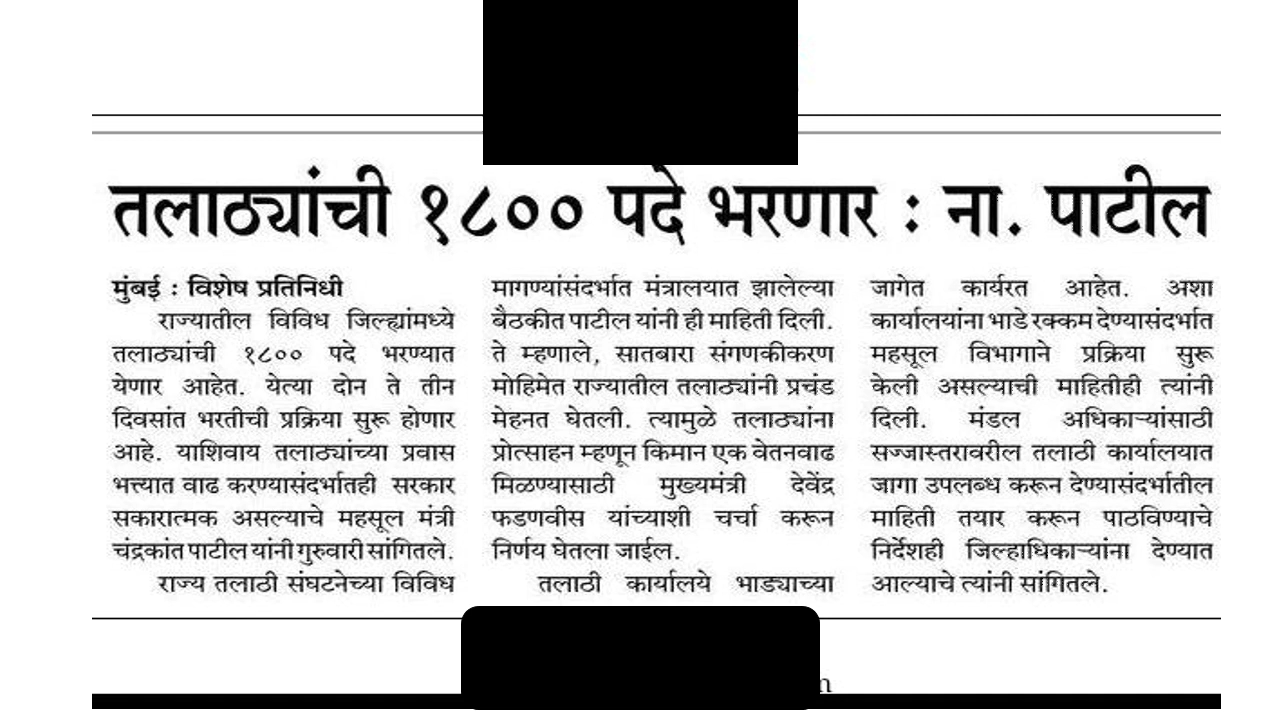 तलाठ्यांची १८०० पदे भरणार : ना. पाटील
मुंबई : विशेष प्रतिनिधी
राज्यातील विविध जिल्ह्यांमध्ये
तलाठ्यांची १८०० पदे भरण्यात
येणार आहेत. येत्या दोन ते तीन
दिवसांत भरतीची प्रक्रिया सुरू होणार
आहे. याशिवाय तलाठ्यांच्या प्रवास
भत्त्यात वाढ करण्यासंदर्भातही सरकार
सकारात्मक असल्याचे महसूल मंत्री
चंद्रकांत पाटील यांनी गुरुवारी सांगितले.
राज्य तलाठी संघटनेच्या विविध
मागण्यांसंदर्भात मंत्रालयात झालेल्या
बैठकीत पाटील यांनी ही माहिती दिली.
ते म्हणाले, सातबारा संगणकीकरण
मोहिमेत राज्यातील तलाठ्यांनी प्रचंड
मेहनत घेतली. त्यामुळे तलाठ्यांना
प्रोत्साहन म्हणून किमान एक वेतनवाढ
मिळण्यासाठी मुख्यमंत्री देवेंद्र
फडणवीस यांच्याशी चर्चा करून
निर्णय घेतला जाईल.
तलाठी कार्यालये भाड्याच्या
जागेत कार्यरत आहेत. अशा
कार्यालयांना भाडे रक्कम देण्यासंदर्भात
महसूल विभागाने प्रक्रिया सुरू
केली असल्याची माहितीही त्यांनी
दिली. मंडल अधिकाऱ्यांसाठी
सज्जास्तरावरील तलाठी कार्यालयात
जागा उपलब्ध करून देण्यासंदर्भातील
माहिती तयार करून पाठविण्याचे
निर्देशही जिल्हाधिकाऱ्यांना देण्यात
आल्याचे त्यांनी सांगितले.